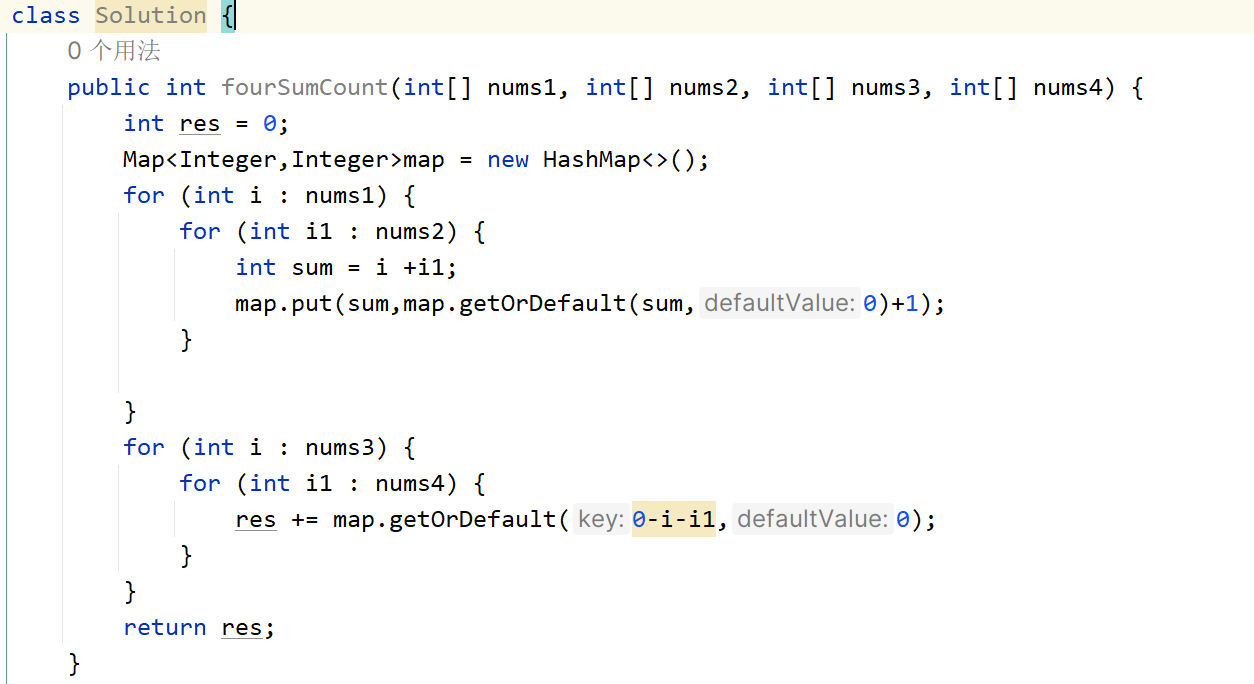 class Solution {
0 个用法
public int fourSumCount(int[] nums1, int[] nums2, int[] nums3, int[] nums4) {
int res = 0;
Map<Integer,Integer>map = new HashMap<>();
for (int i : nums1) {
for (int i1 : nums2) {
int sum = i +i1;
map.put(sum,map.getOrDefault(sum, defaultValue: 0)+1);
}
}
for (int i : nums3) {
for (int i1 : nums4) {
res += map.getOrDefault( key: 0-i-i1, defaultValue: 0);
}
}
return res;
}